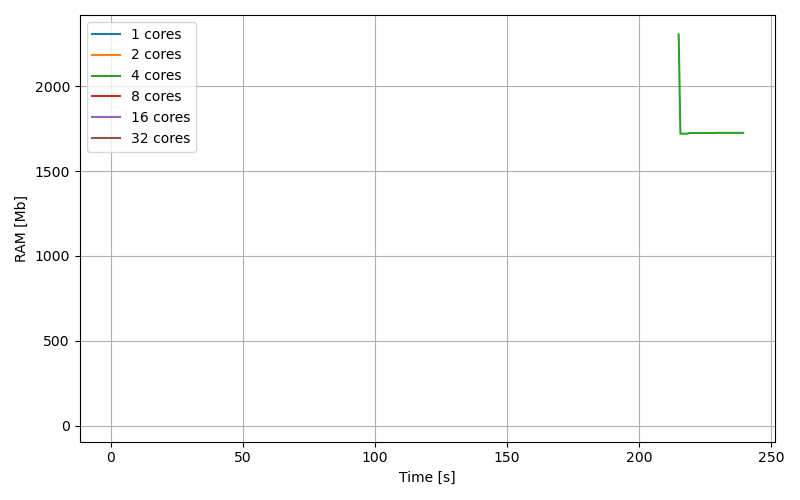 1 cores
2 cores
4 cores
8 cores
16 cores
32 cores
2000
1500
1000
500
0
RAM [Mb]
0 50 100 150 200 250
Time [s]